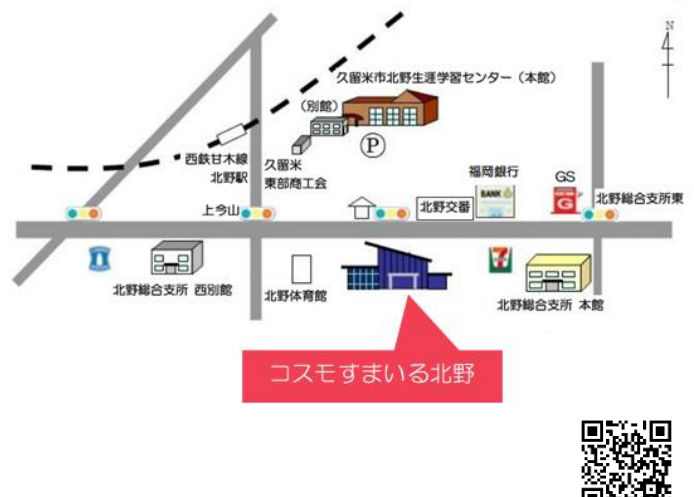 久留米市北野生涯学習センター（本館）
（別館）
P
西鉄甘木線
北野駅
久留米
東部商工会
福岡銀行
BANK
GS
G
北野総合支所東
上今山
北野交番
7
北野総合支所 西別館
北野体育館
北野総合支所 本館
コスモすまいる北野